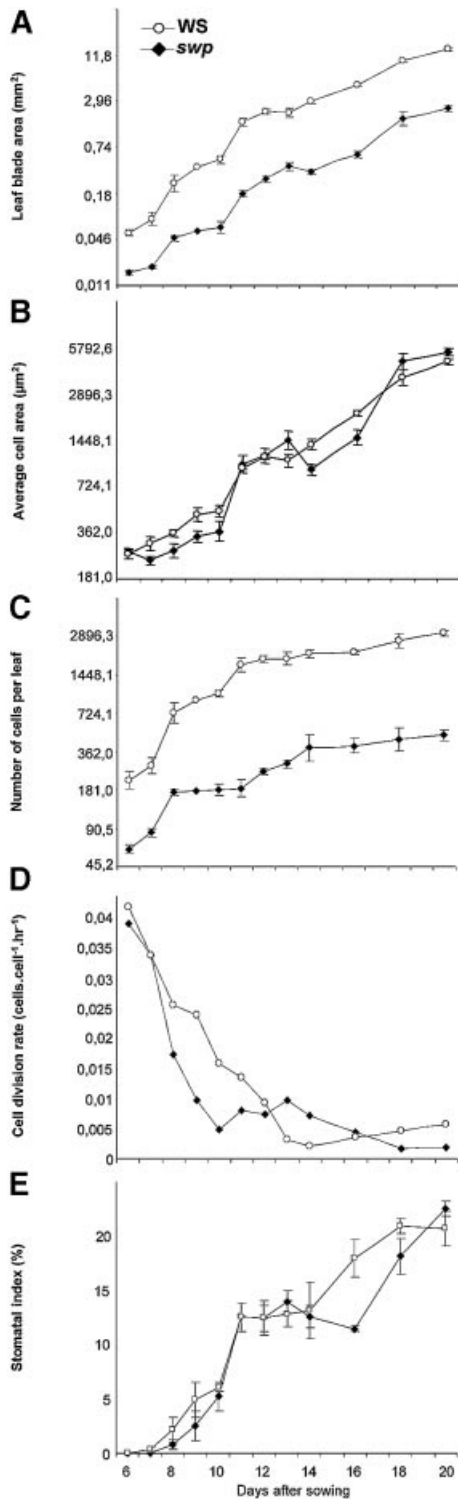 A
WS
swp
Leaf blade area (mm²)
11,8
2,96
0,74
0,18
0,046
0,011
B
Average cell area (µm²)
5792,6
2896,3
1448,1
724,1
362,0
181,0
C
Number of cells per leaf
2896,3
1448,1
724,1
362,0
181,0
90,5
45,2
D
Cell division rate (cells.cell⁻¹.hr⁻¹)
0,04
0,035
0,03
0,025
0,02
0,015
0,01
0,005
0
E
Stomatal index (%)
20
15
10
5
0
6 8 10 12 14 16 18 20
Days after sowing